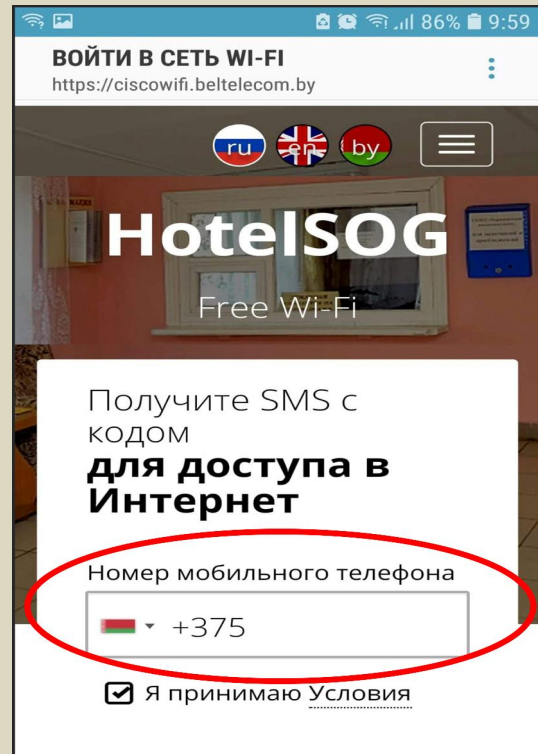 86% 9:59
ВОЙТИ В СЕТЬ WI-FI
https://ciscowifi.beltelecom.by
ru en by
HotelSOG
Free Wi-Fi
Получите SMS с
кодом
для доступа в
Интернет
Номер мобильного телефона
+375
Я принимаю Условия